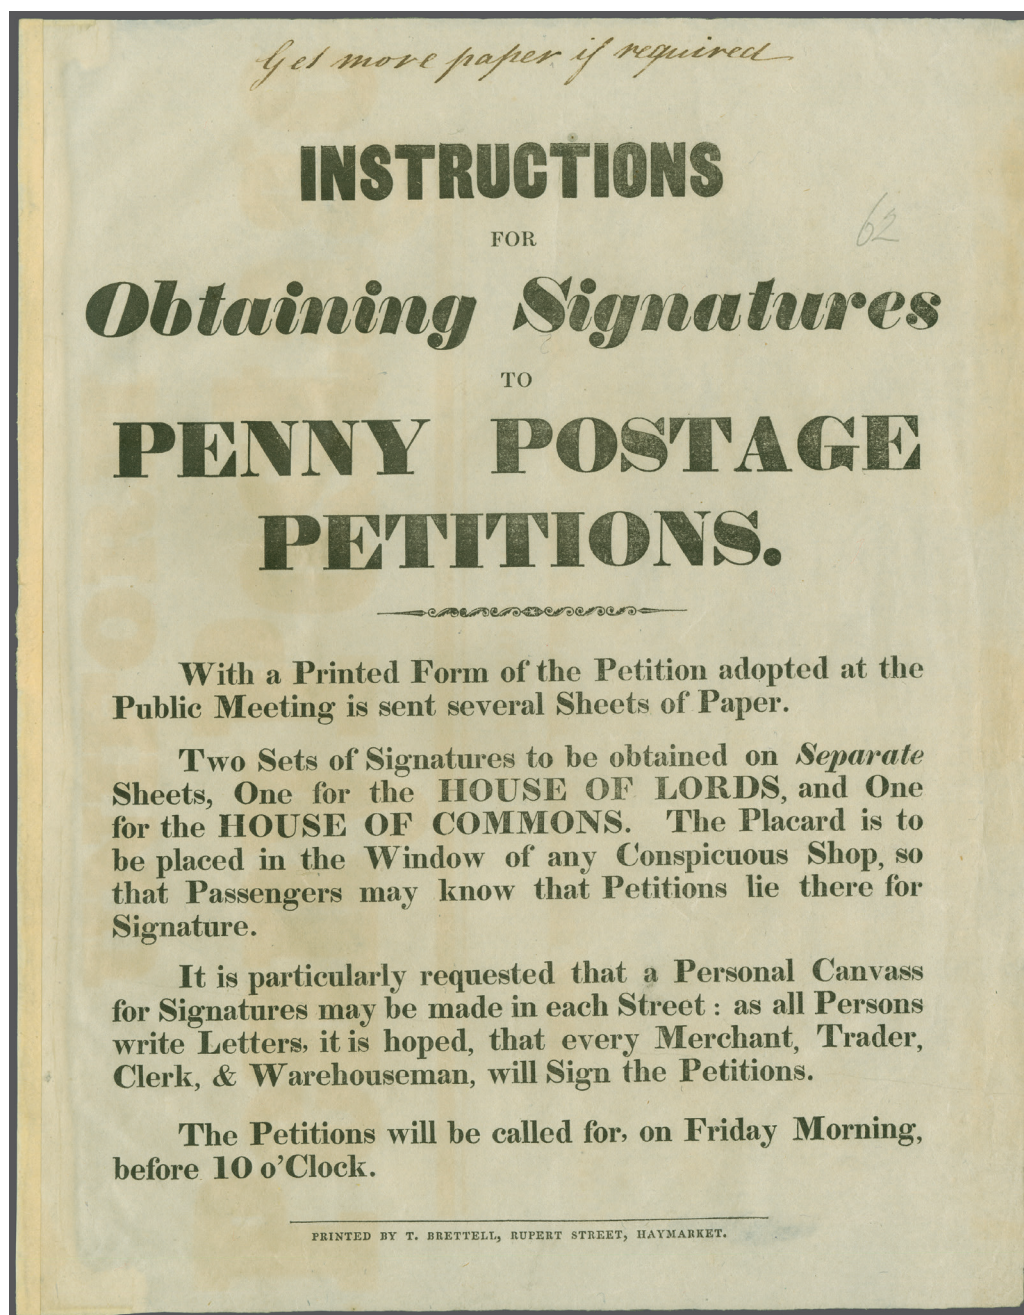 Get more paper if required
INSTRUCTIONS
62
FOR
Obtaining Signatures
TO
PENNY POSTAGE
PETITIONS.
With a Printed Form of the Petition adopted at the
Public Meeting is sent several Sheets of Paper.
Two Sets of Signatures to be obtained on Separate
Sheets, One for the HOUSE OF LORDS, and One
for the HOUSE OF COMMONS. The Placard is to
be placed in the Window of any Conspicuous Shop, so
that Passengers may know that Petitions lie there for
Signature.
It is particularly requested that a Personal Canvass
for Signatures may be made in each Street : as all Persons
write Letters, it is hoped, that every Merchant, Trader,
Clerk, & Warehouseman, will Sign the Petitions.
The Petitions will be called for, on Friday Morning,
before 10 o'Clock.
PRINTED BY T. BRETTELL, RUPERT STREET, HAYMARKET.